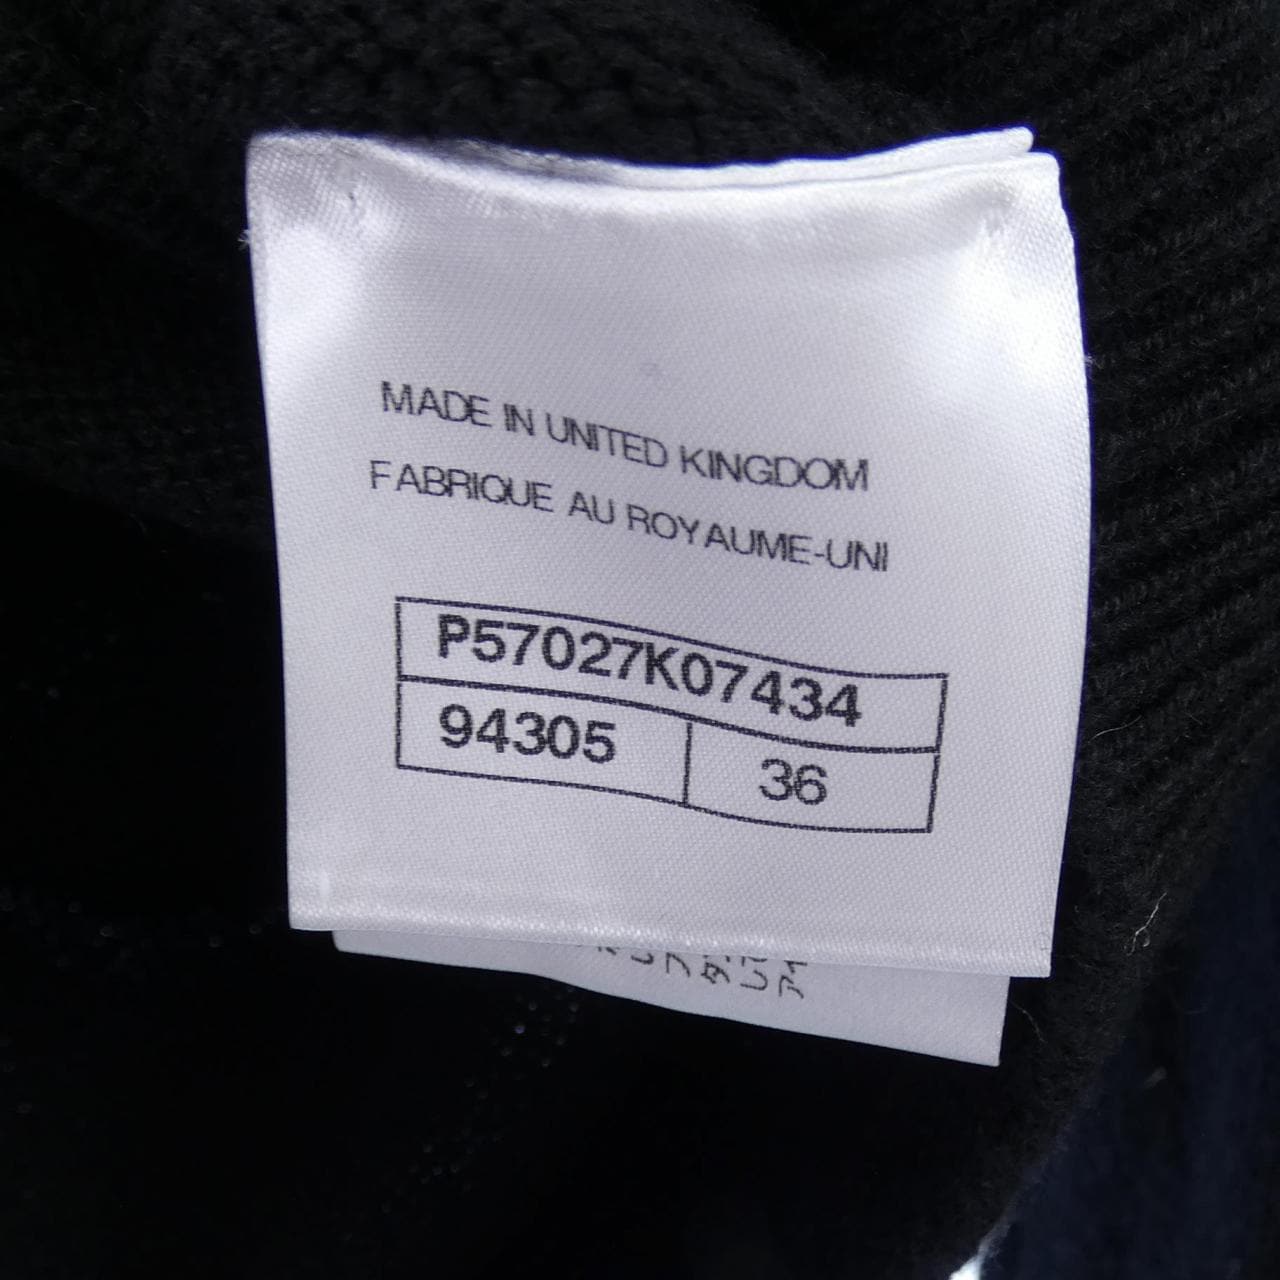 MADE IN UNITED KINGDOM
FABRIQUE AU ROYAUME-UNI
P57027K07434
94305 36